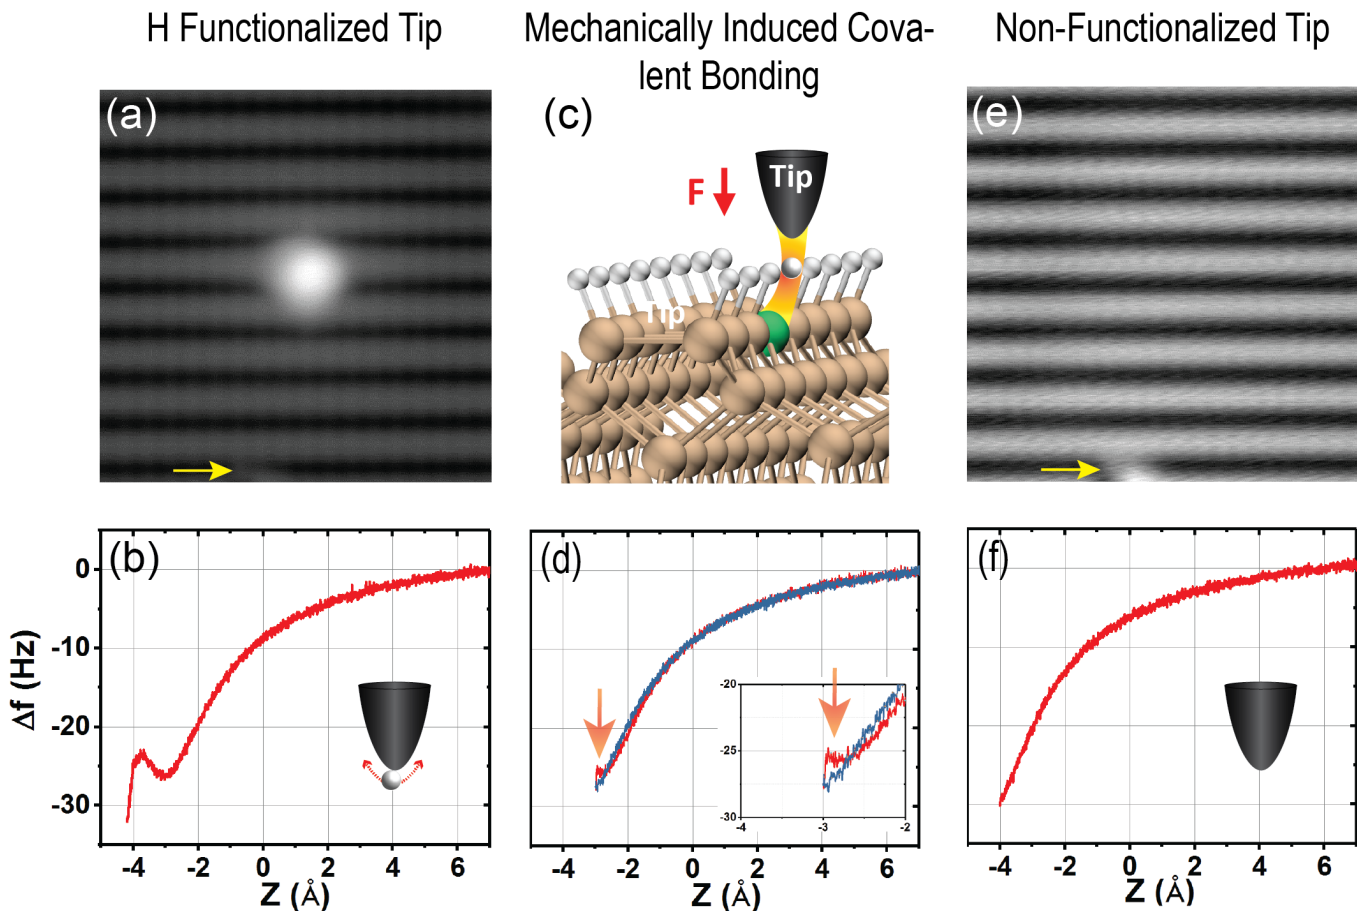 H Functionalized Tip
Mechanically Induced Cova-
lent Bonding
Non-Functionalized Tip
(a)
(c)
Tip
F
Tip
(e)
(b)
0
-10
-20
-30
Δf (Hz)
-4 -2 0 2 4 6
Z (Å)
(d)
-20
-25
-30
-4 -3 -2
-4 -2 0 2 4 6
Z (Å)
(f)
-4 -2 0 2 4 6
Z (Å)